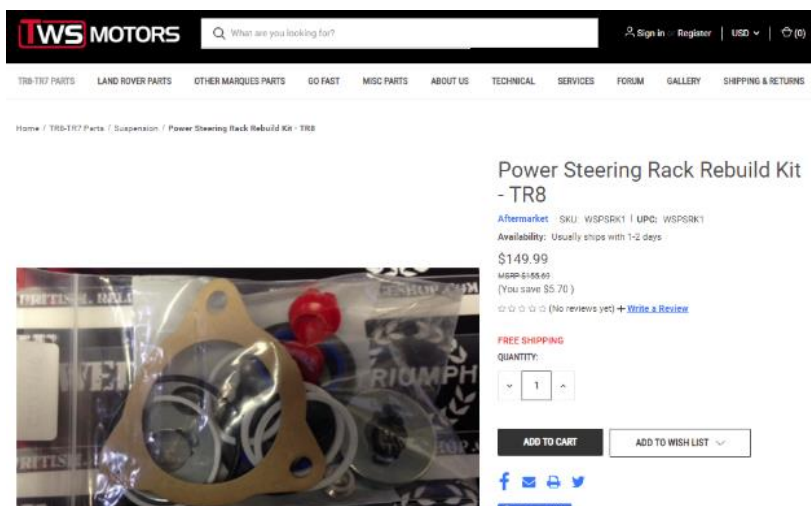 TWS MOTORS
What are you looking for?
Sign in or Register
USD
(0)
TR8-TR7 PARTS
LAND ROVER PARTS
OTHER MARQUES PARTS
GO FAST
MISC PARTS
ABOUT US
TECHNICAL
SERVICES
FORUM
GALLERY
SHIPPING & RETURNS
Home / TR8-TR7 Parts / Suspension / Power Steering Rack Rebuild Kit - TR8
Power Steering Rack Rebuild Kit
- TR8
Aftermarket SKU: WSPSRK1 | UPC: WSPSRK1
Availability: Usually ships with 1-2 days
$149.99
MSRP $155.69
(You save $5.70 )
(No reviews yet) + Write a Review
FREE SHIPPING
QUANTITY:
1
ADD TO CART
ADD TO WISH LIST
TRIUMPH